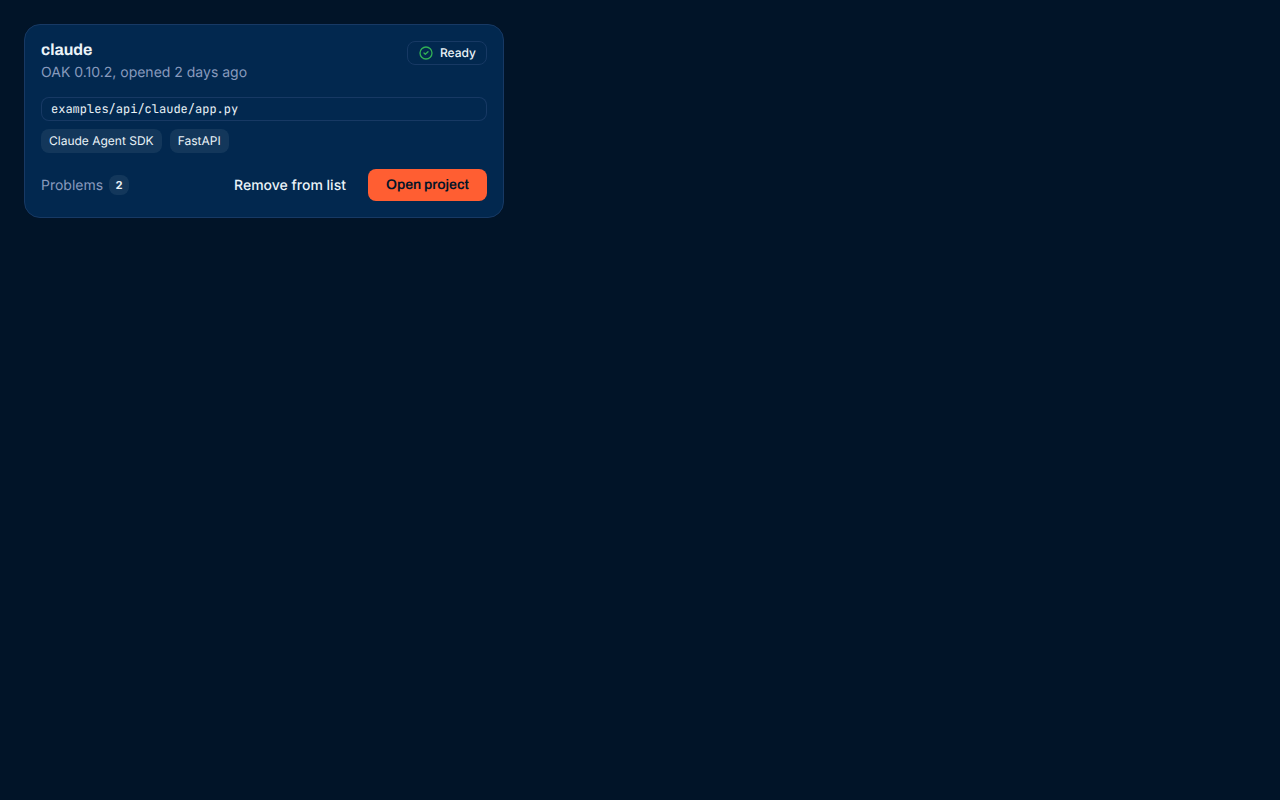 claude
Ready
OAK 0.10.2, opened 2 days ago
examples/api/claude/app.py
Claude Agent SDK
FastAPI
Problems 2
Remove from list
Open project